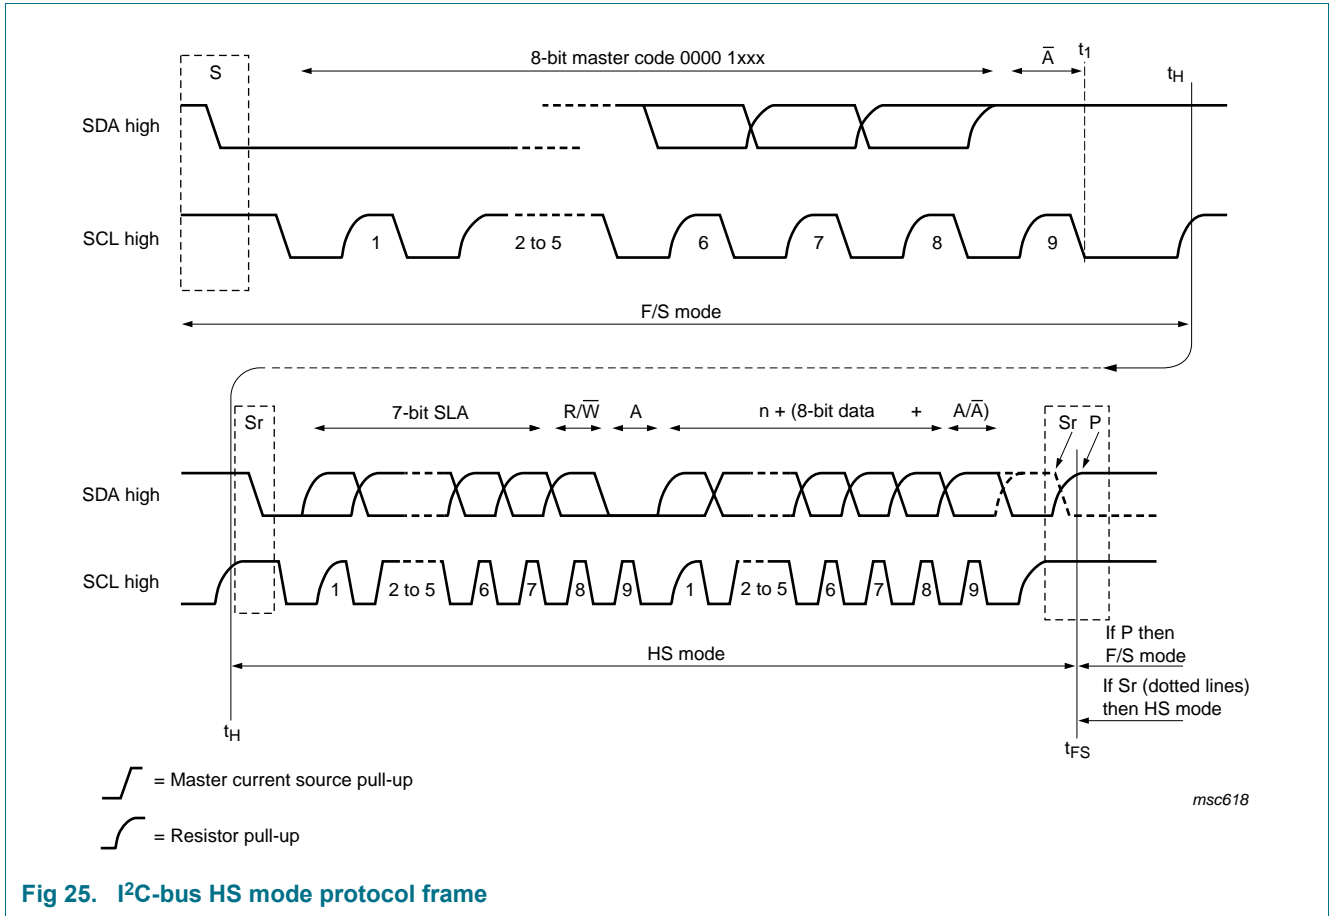 8-bit master code 0000 1xxx
A̅
t1
S
tH
SDA high
SCL high
1
2 to 5
6
7
8
9
F/S mode
Sr
7-bit SLA
R/W̅
A
n + (8-bit data
+
A/A̅)
Sr
P
SDA high
SCL high
1
2 to 5
6
7
8
9
1
2 to 5
6
7
8
9
HS mode
If P then
F/S mode
If Sr (dotted lines)
then HS mode
tH
tFS
= Master current source pull-up
= Resistor pull-up
msc618
Fig 25. I²C-bus HS mode protocol frame